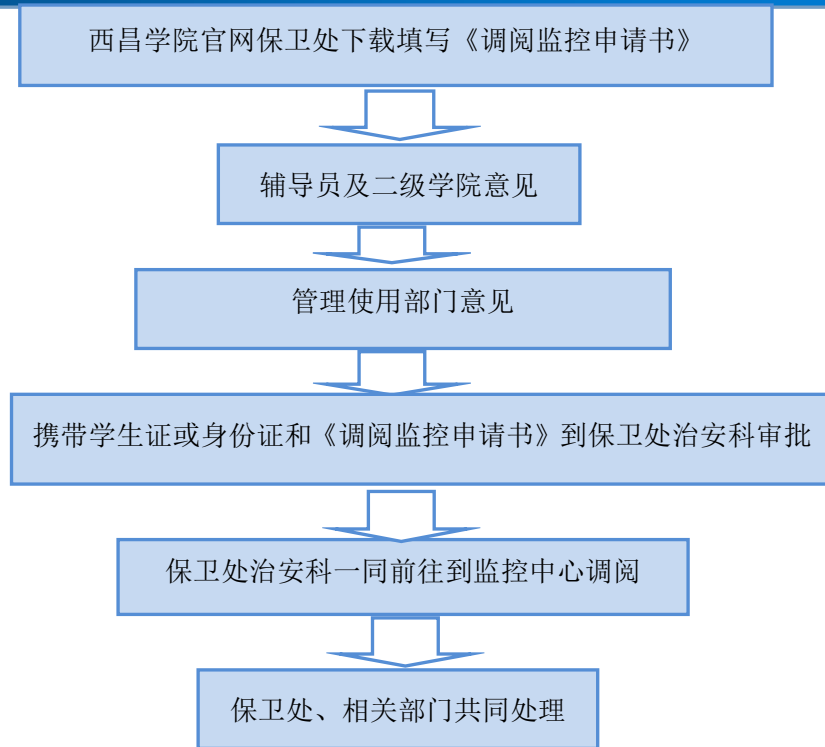 西昌学院官网保卫处下载填写《调阅监控申请书》
辅导员及二级学院意见
管理使用部门意见
携带学生证或身份证和《调阅监控申请书》到保卫处治安科审批
保卫处治安科一同前往到监控中心调阅
保卫处、相关部门共同处理